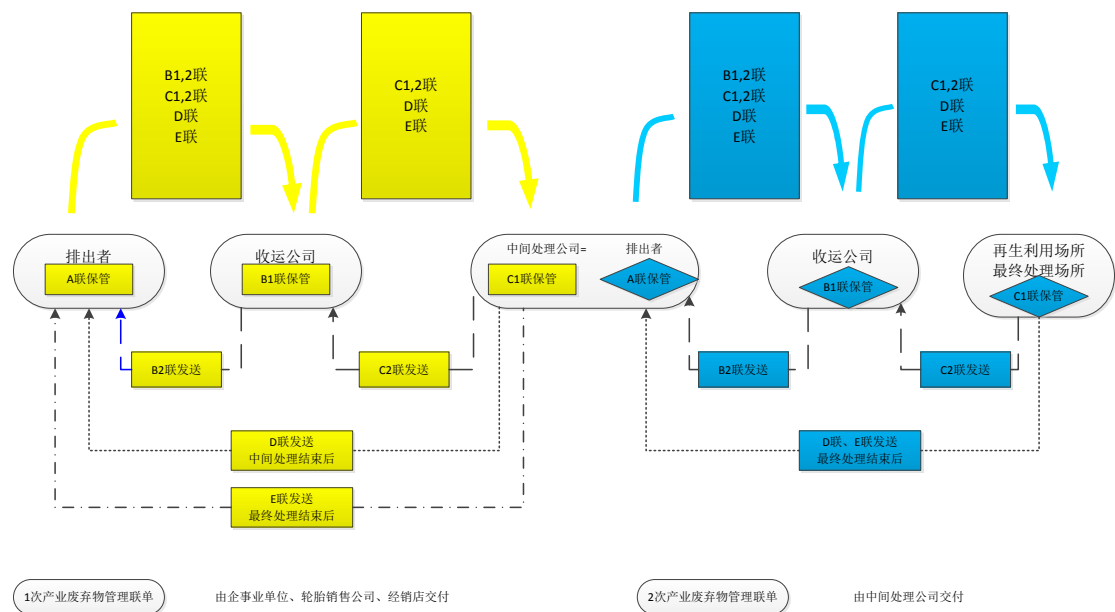 B1,2联
C1,2联
D联
E联
C1,2联
D联
E联
B1,2联
C1,2联
D联
E联
C1,2联
D联
E联
排出者
A联保管
收运公司
B1联保管
中间处理公司=
排出者
C1联保管
A联保管
收运公司
B1联保管
再生利用场所
最终处理场所
C1联保管
B2联发送
C2联发送
B2联发送
C2联发送
D联发送
中间处理结束后
D联、E联发送
最终处理结束后
E联发送
最终处理结束后
1次产业废弃物管理联单
由企事业单位、轮胎销售公司、经销店交付
2次产业废弃物管理联单
由中间处理公司交付